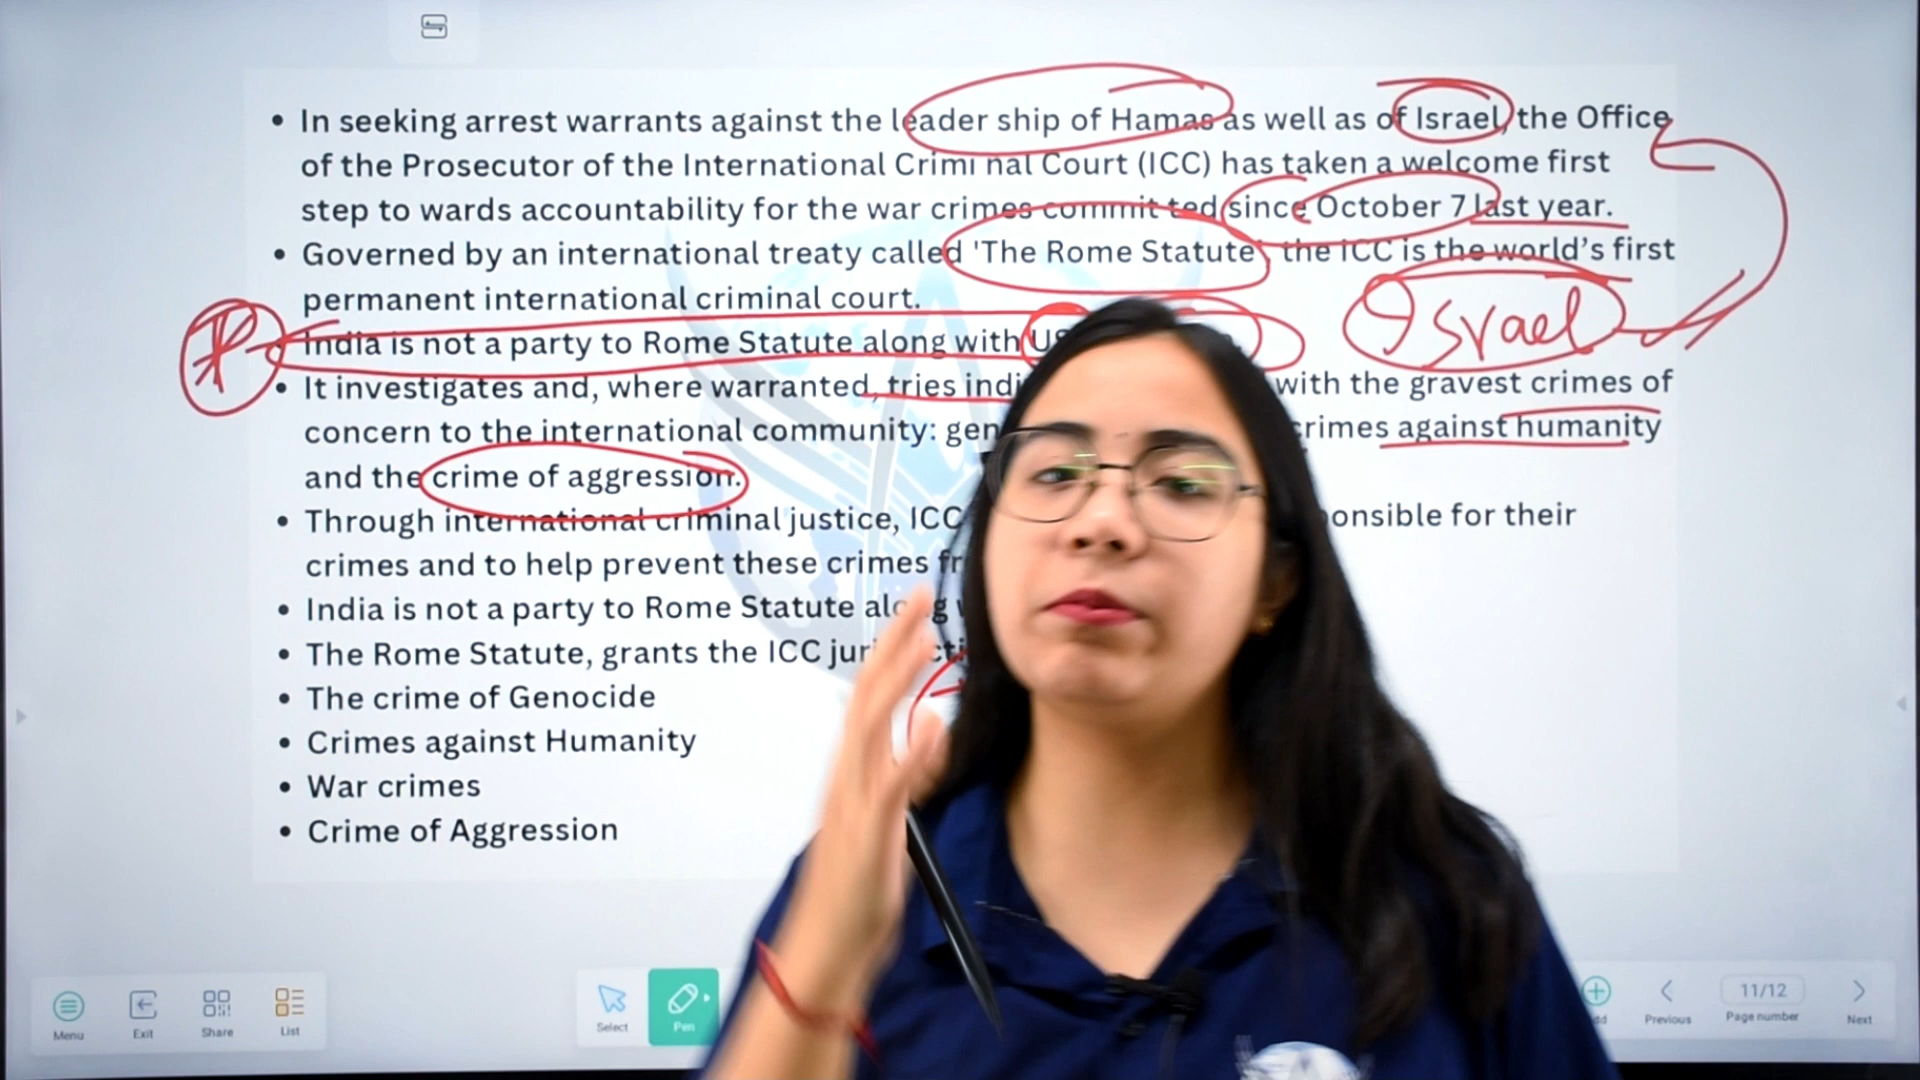 • In seeking arrest warrants against the leader ship of Hamas as well as of Israel, the Office
of the Prosecutor of the International Crimi nal Court (ICC) has taken a welcome first
step to wards accountability for the war crimes commit ted since October 7 last year.
• Governed by an international treaty called 'The Rome Statute' the ICC is the world's first
permanent international criminal court.
Israel
India is not a party to Rome Statute along with US
• It investigates and, where warranted, tries with the gravest crimes of
concern to the international community: crimes against humanity
and the crime of aggression.
• Through international criminal justice, ICC for their
crimes and to help prevent these crimes
• India is not a party to Rome Statute along
• The Rome Statute, grants the ICC
• The crime of Genocide
• Crimes against Humanity
• War crimes
• Crime of Aggression
Menu Exit Share List Select Pen Previous 11/12 Page number Next